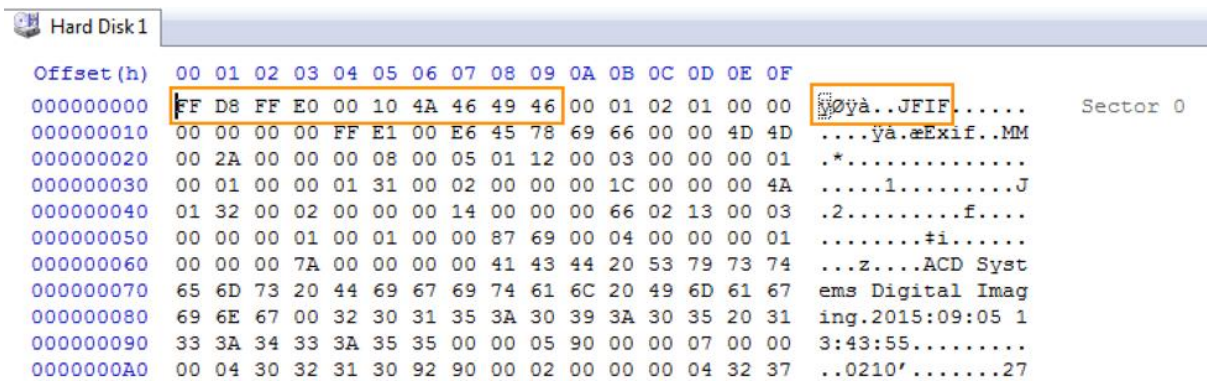 Hard Disk 1
Offset(h) 00 01 02 03 04 05 06 07 08 09 0A 0B 0C 0D 0E 0F
000000000 FF D8 FF E0 00 10 4A 46 49 46 00 01 02 01 00 00 ÿØÿà..JFIF...... Sector 0
000000010 00 00 00 00 FF E1 00 E6 45 78 69 66 00 00 4D 4D ....ÿá.æExif..MM
000000020 00 2A 00 00 00 08 00 05 01 12 00 03 00 00 00 01 .*..............
000000030 00 01 00 00 01 31 00 02 00 00 00 1C 00 00 00 4A .....1.........J
000000040 01 32 00 02 00 00 00 14 00 00 00 66 02 13 00 03 .2.........f....
000000050 00 00 00 01 00 01 00 00 87 69 00 04 00 00 00 01 ........‡i......
000000060 00 00 00 7A 00 00 00 00 41 43 44 20 53 79 73 74 ...z....ACD Syst
000000070 65 6D 73 20 44 69 67 69 74 61 6C 20 49 6D 61 67 ems Digital Imag
000000080 69 6E 67 00 32 30 31 35 3A 30 39 3A 30 35 20 31 ing.2015:09:05 1
000000090 33 3A 34 33 3A 35 35 00 00 05 90 00 00 07 00 00 3:43:55.........
0000000A0 00 04 30 32 31 30 92 90 00 02 00 00 00 04 32 37 ..0210’.......27